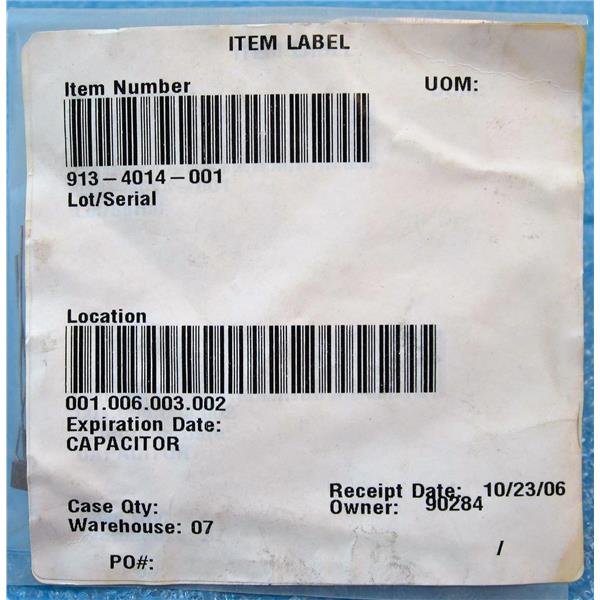 ITEM LABEL
Item Number UOM:
913-4014-001
Lot/Serial
Location
001.006.003.002
Expiration Date:
CAPACITOR
Receipt Date: 10/23/06
Case Qty: Owner: 90284
Warehouse: 07
/
PO#: